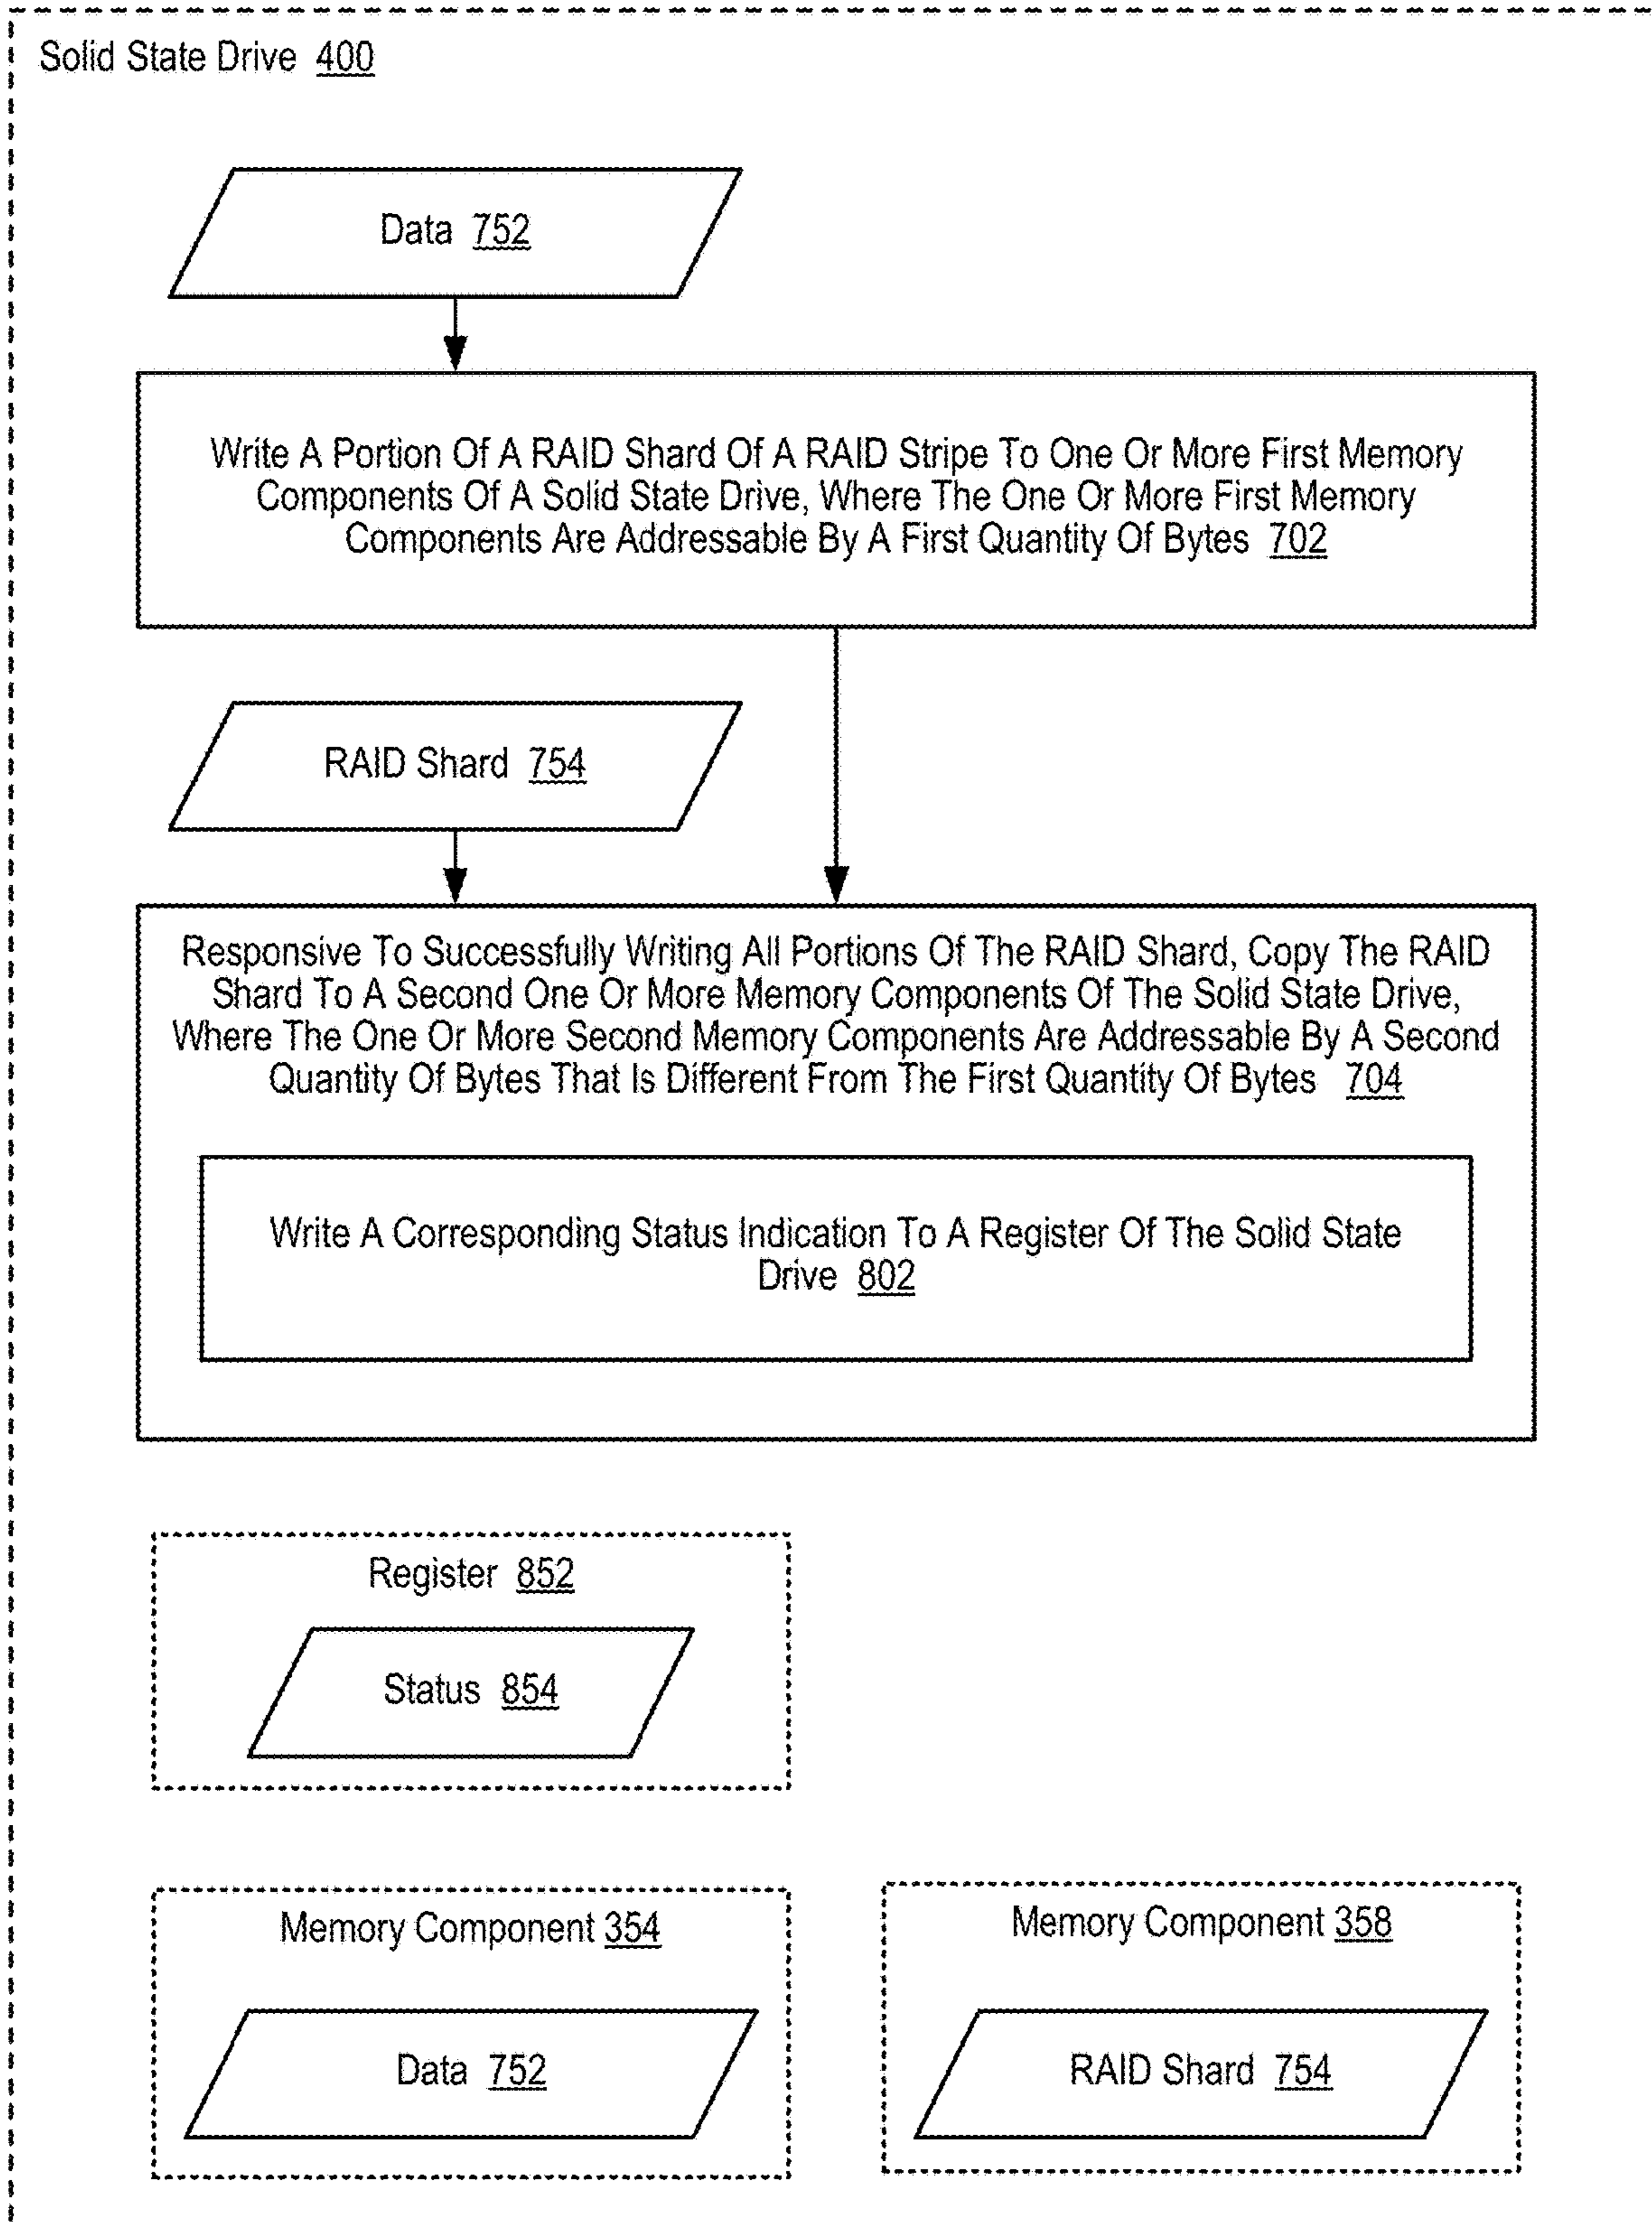 Solid State Drive 400
Data 752
Write A Portion Of A RAID Shard Of A RAID Stripe To One Or More First Memory
Components Of A Solid State Drive, Where The One Or More First Memory
Components Are Addressable By A First Quantity Of Bytes 702
RAID Shard 754
Responsive To Successfully Writing All Portions Of The RAID Shard, Copy The RAID
Shard To A Second One Or More Memory Components Of The Solid State Drive,
Where The One Or More Second Memory Components Are Addressable By A Second
Quantity Of Bytes That Is Different From The First Quantity Of Bytes 704
Write A Corresponding Status Indication To A Register Of The Solid State
Drive 802
Register 852
Status 854
Memory Component 354
Data 752
Memory Component 358
RAID Shard 754